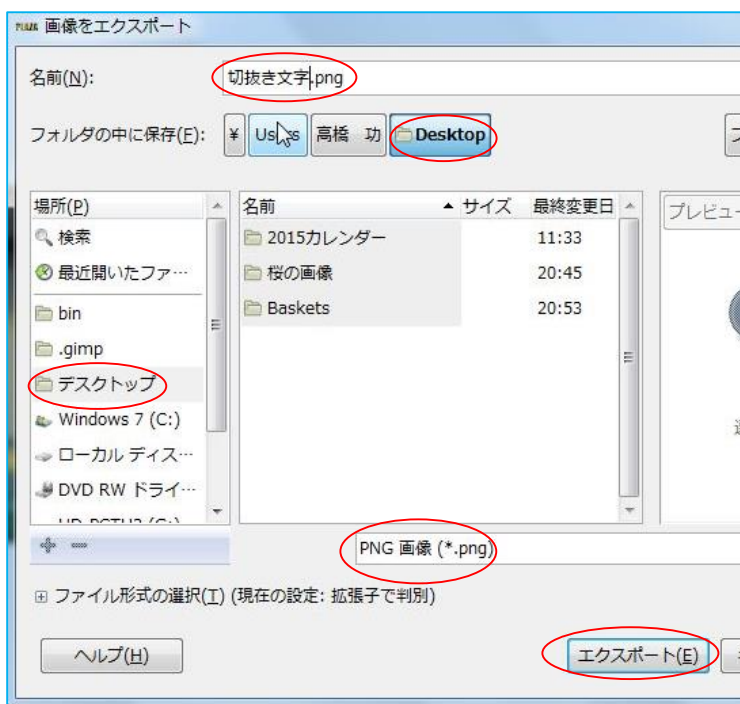 画像をエクスポート
名前(N):
切抜き文字.png
フォルダの中に保存(E):
¥
高橋 功
Desktop
場所(P)
検索
最近開いたファ…
bin
.gimp
デスクトップ
Windows 7 (C:)
ローカル ディス…
DVD RW ドライ…
名前 サイズ 最終変更日
2015カレンダー 11:33
桜の画像 20:45
Baskets 20:53
プレビュー
PNG 画像 (*.png)
ファイル形式の選択(T) (現在の設定: 拡張子で判別)
ヘルプ(H)
エクスポート(E)